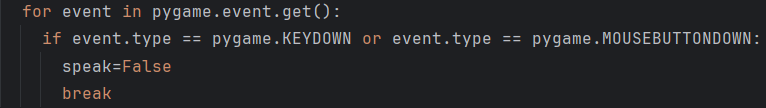 for event in pygame.event.get():
if event.type == pygame.KEYDOWN or event.type == pygame.MOUSEBUTTONDOWN:
speak=False
break